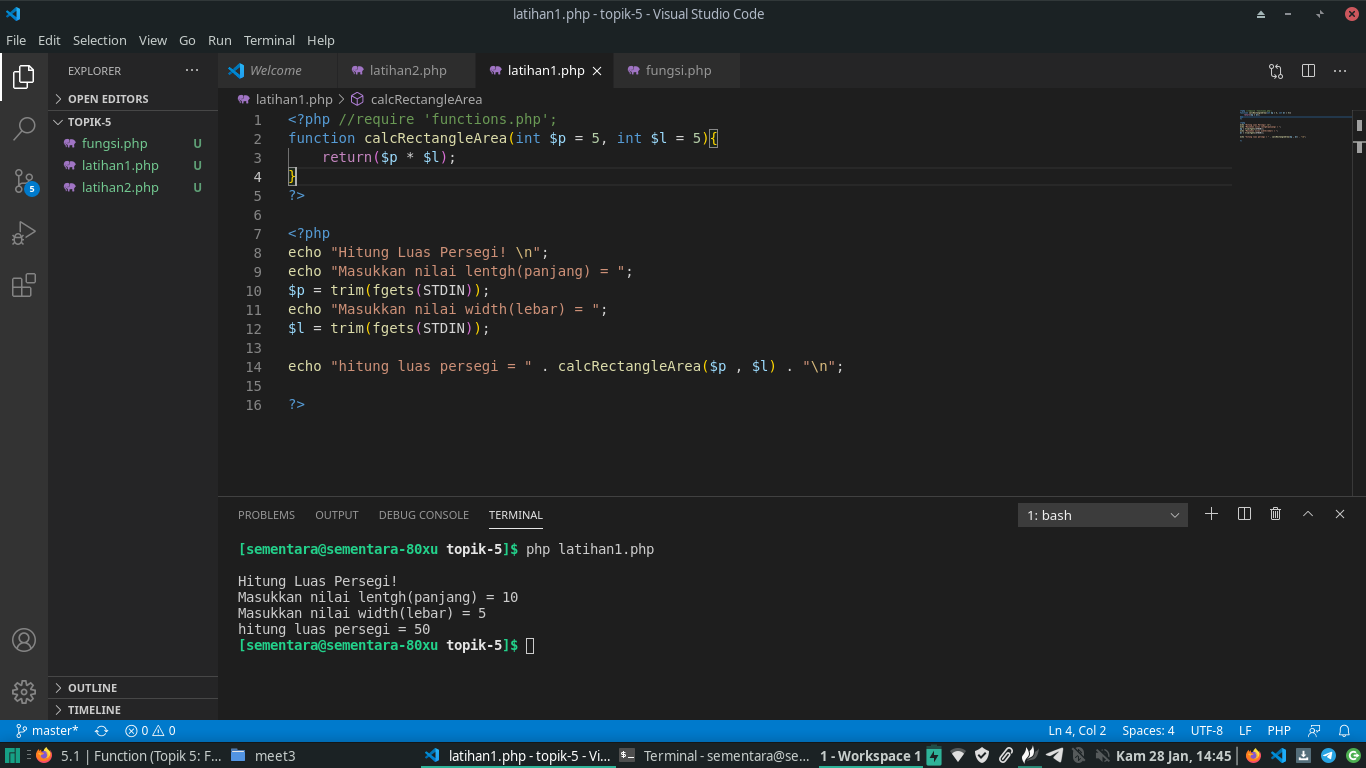 latihan1.php - topik-5 - Visual Studio Code
File Edit Selection View Go Run Terminal Help
EXPLORER
Welcome latihan2.php latihan1.php fungsi.php
OPEN EDITORS
TOPIK-5
fungsi.php U
latihan1.php U
latihan2.php U
5
OUTLINE
TIMELINE
latihan1.php > calcRectangleArea
1 <?php //require 'functions.php';
2 function calcRectangleArea(int $p = 5, int $l = 5){
3 return($p * $l);
4 }
5 ?>
6
7 <?php
8 echo "Hitung Luas Persegi! \n";
9 echo "Masukkan nilai lentgh(panjang) = ";
10 $p = trim(fgets(STDIN));
11 echo "Masukkan nilai width(lebar) = ";
12 $l = trim(fgets(STDIN));
13
14 echo "hitung luas persegi = " . calcRectangleArea($p , $l) . "\n";
15
16 ?>
PROBLEMS OUTPUT DEBUG CONSOLE TERMINAL 1: bash
[sementara@sementara-80xu topik-5]$ php latihan1.php
Hitung Luas Persegi!
Masukkan nilai lentgh(panjang) = 10
Masukkan nilai width(lebar) = 5
hitung luas persegi = 50
[sementara@sementara-80xu topik-5]$
master* 0 0 Ln 4, Col 2 Spaces: 4 UTF-8 LF PHP
5.1 | Function (Topik 5: F... meet3 latihan1.php - topik-5 - Vi... Terminal - sementara@se... 1 - Workspace 1 Kam 28 Jan, 14:45